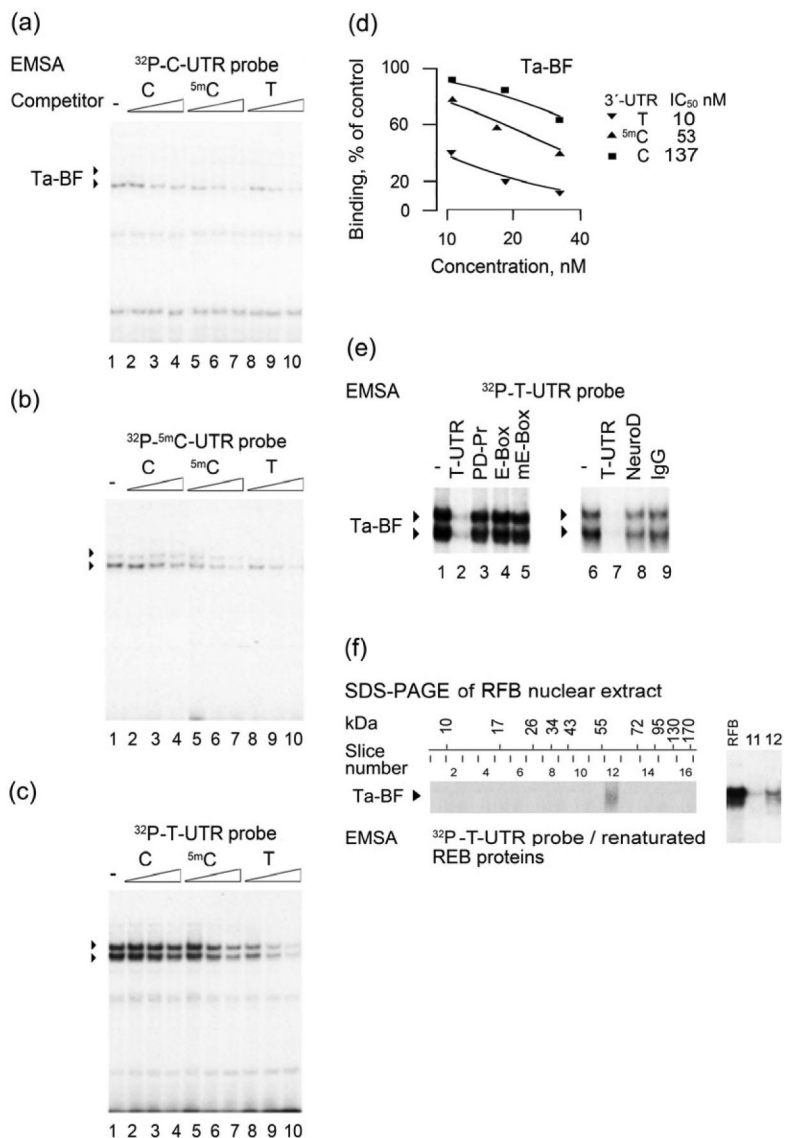 (a)
EMSA ³²P-C-UTR probe
Competitor - C ⁵ᵐC T
Ta-BF
1 2 3 4 5 6 7 8 9 10
(b)
³²P-⁵ᵐC-UTR probe
- C ⁵ᵐC T
1 2 3 4 5 6 7 8 9 10
(c)
³²P-T-UTR probe
- C ⁵ᵐC T
1 2 3 4 5 6 7 8 9 10
(d)
Ta-BF
Binding, % of control
100
60
20
0
10 20 40
Concentration, nM
3´-UTR IC₅₀ nM
T 10
⁵ᵐC 53
C 137
(e)
EMSA ³²P-T-UTR probe
- T-UTR PD-Pr E-Box mE-Box - T-UTR NeuroD IgG
Ta-BF
1 2 3 4 5 6 7 8 9
(f)
SDS-PAGE of RFB nuclear extract
kDa 10 17 26 34 43 55 72 95 130 170
Slice
number 2 4 6 8 10 12 14 16
Ta-BF
RFB 11 12
EMSA ³²P-T-UTR probe / renaturated
REB proteins